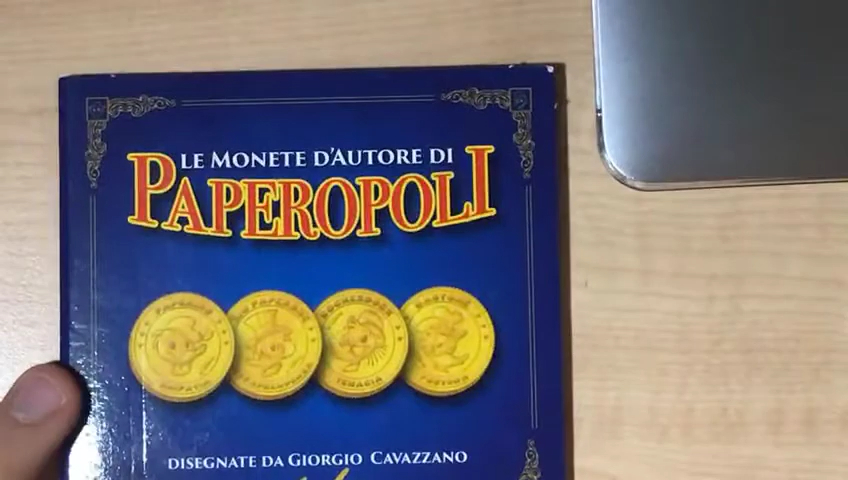 LE MONETE D'AUTORE DI
PAPEROPOLI
DISEGNATE DA GIORGIO CAVAZZANO